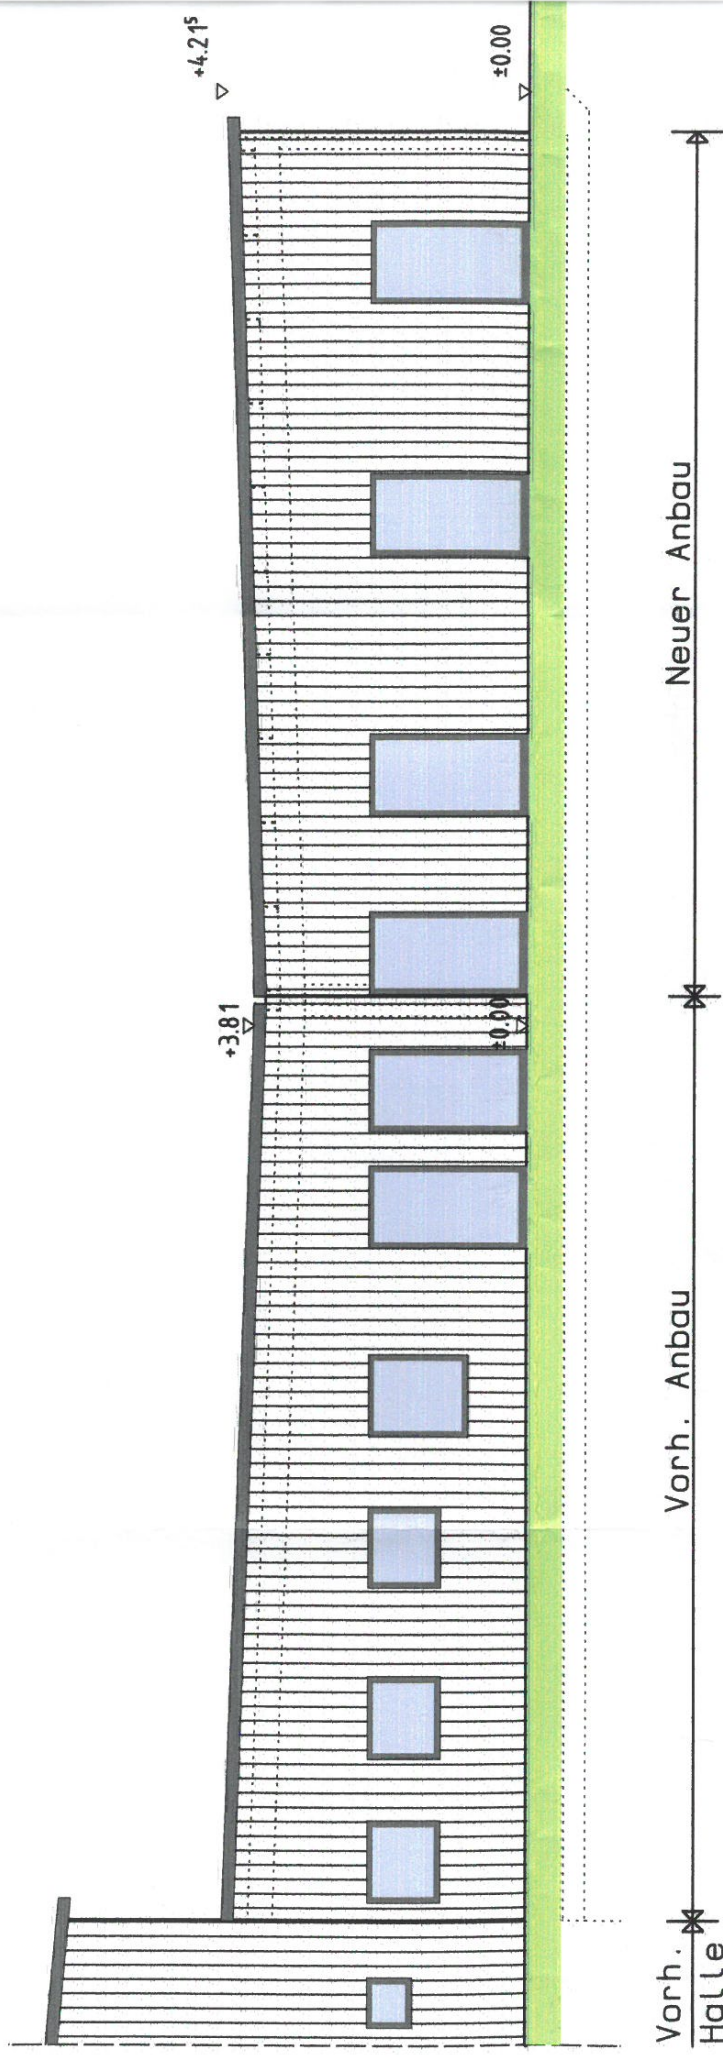 +4.21⁵
±0.00
+3.81
±0.00
Vorh.
Halle
Vorh. Anbau
Neuer Anbau